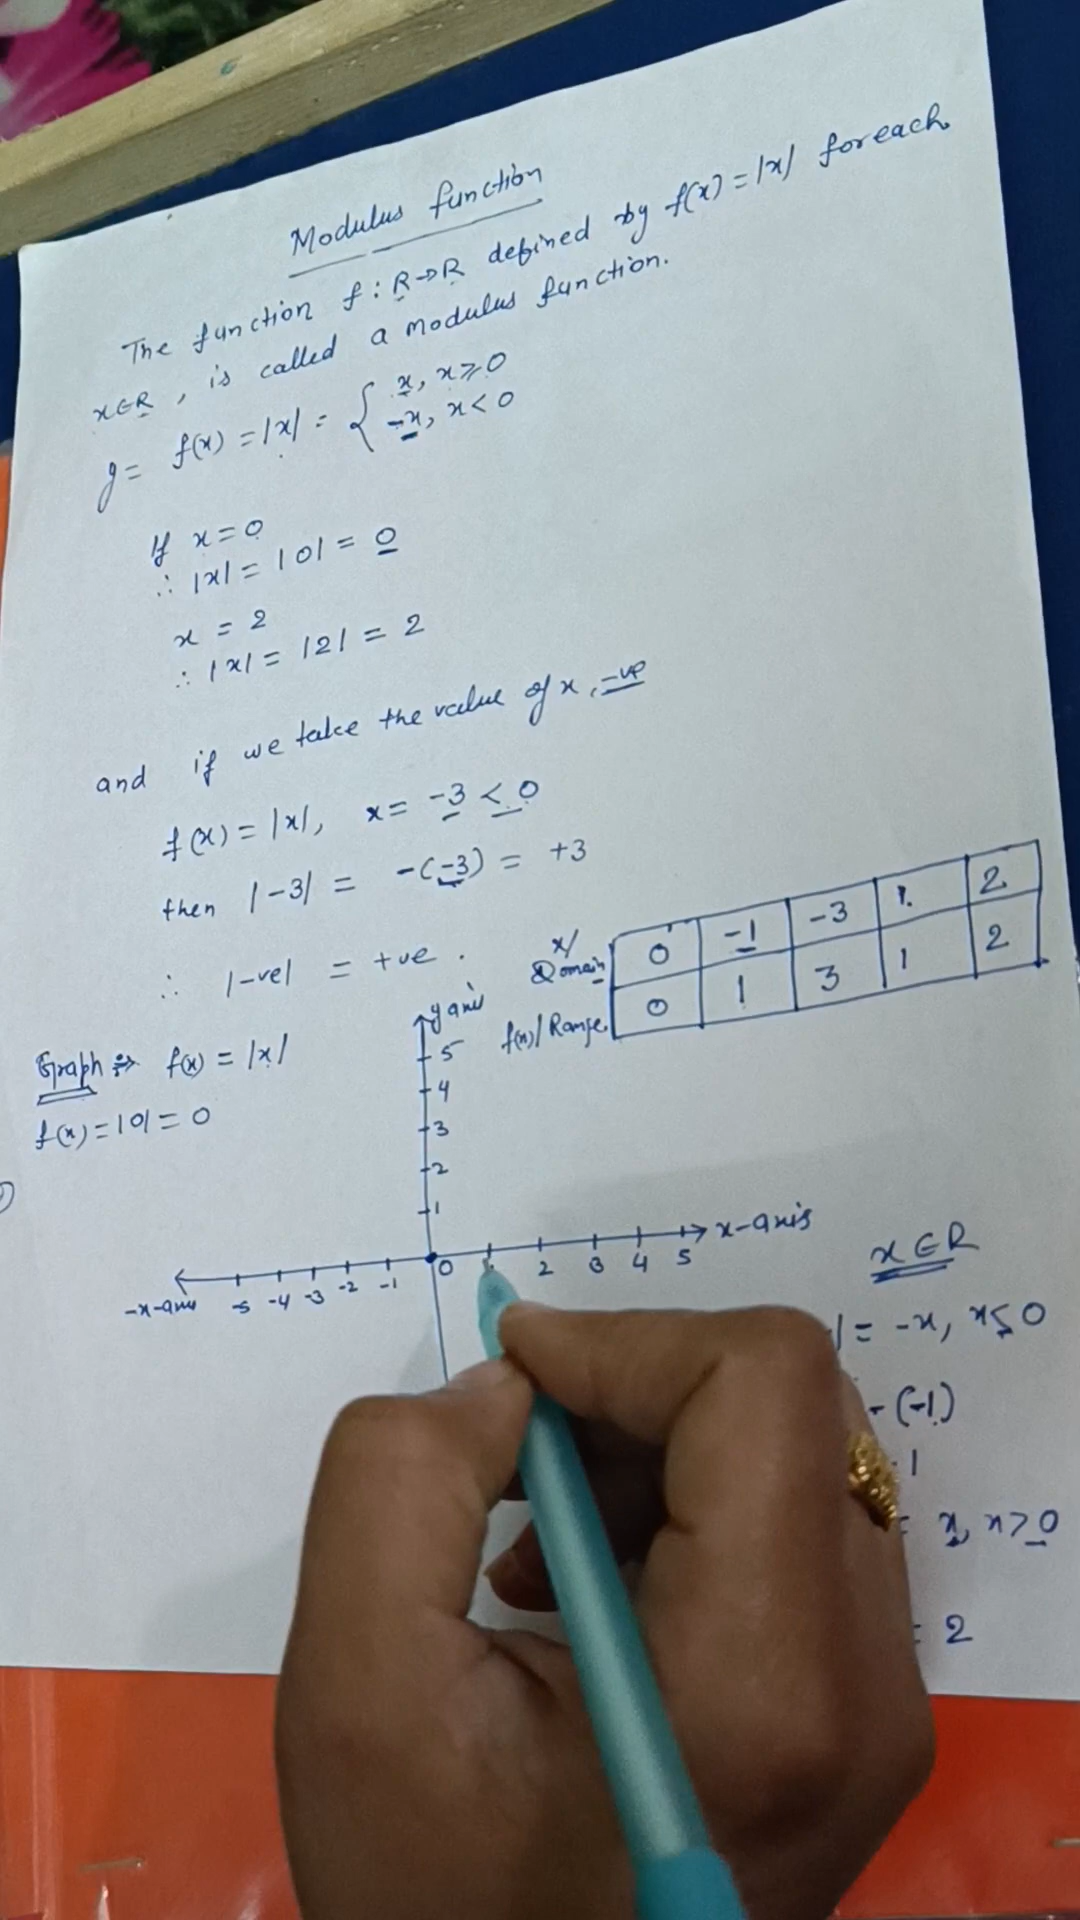 Modulus function
The function f : R→R defined by f(x) = |x| for each
x∈R, is called a modulus function.
y = f(x) = |x| = { x, x⩾0
-x, x<0
If x=0
∴ |x| = |0| = 0
x = 2
∴ |x| = |2| = 2
and if we take the value of x, -ve
f(x) = |x|, x = -3 < 0
then |-3| = -(-3) = +3
∴ |-ve| = +ve .
x/ Domain 0 -1 -3 1. 2
f(x)/Range 0 1 3 1 2
Graph ⇒ f(x) = |x|
f(x) = |0| = 0
y axis
5
4
3
2
1
x-axis
-x-axis -5 -4 -3 -2 -1 0 2 3 4 5
x∈R
| = -x, x≤0
-(-1)
1
= x, x>0
= 2